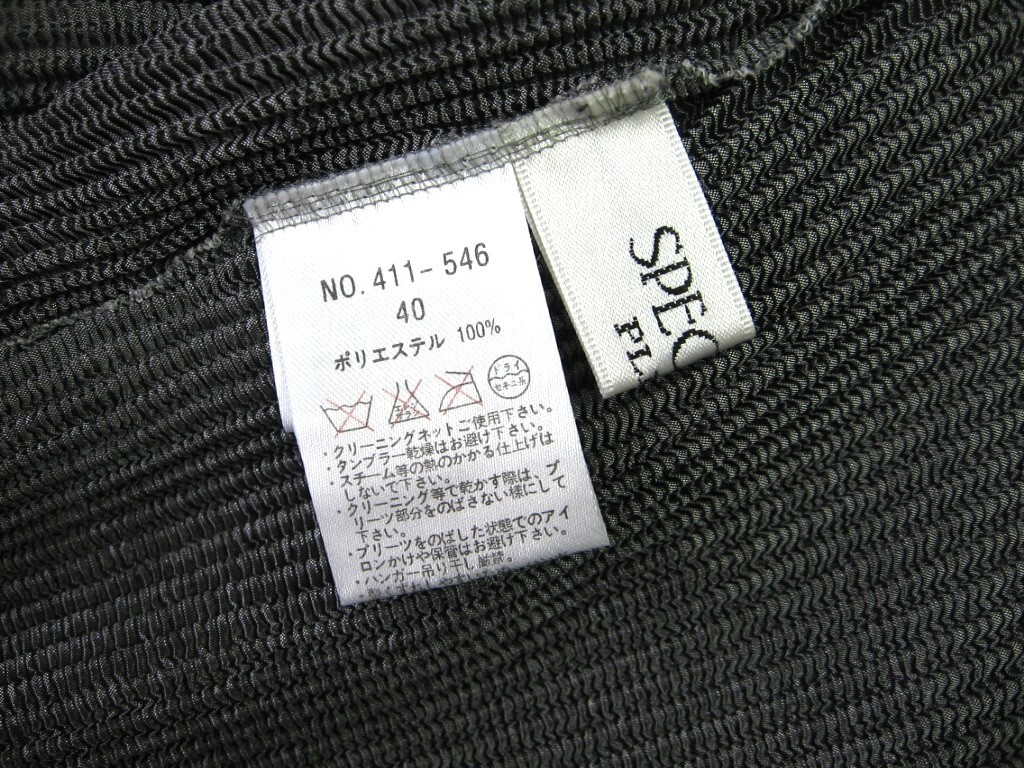 NO. 411-546
40
ポリエステル 100%
エンソ
サラシ
ドライ
セキユ系
・クリーニングネットご使用下さい。
・タンブラー乾燥はお避け下さい。
・スチーム等の熱のかかる仕上げは
しないで下さい。
・クリーニング等で乾かす際は、プ
リーツ部分をのばさない様にして
下さい。
・プリーツをのばした状態でのアイ
ロンかけや保管はお避け下さい。
・ハンガー吊り干し厳禁。
SPEC